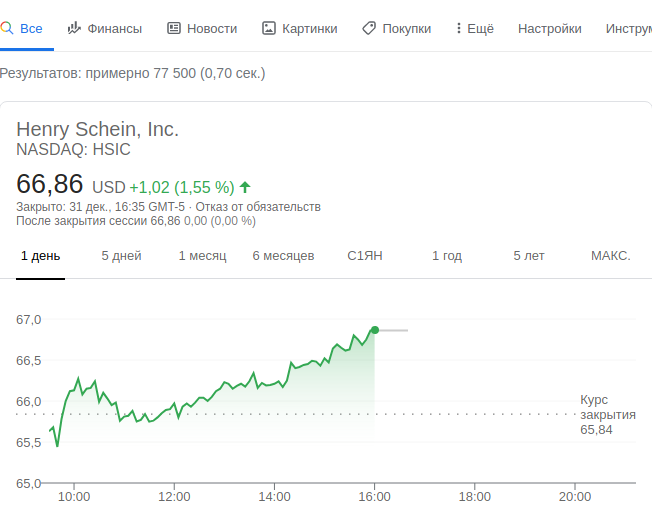 Все Финансы Новости Картинки Покупки Ещё Настройки Инструм
Результатов: примерно 77 500 (0,70 сек.)
Henry Schein, Inc.
NASDAQ: HSIC
66,86 USD +1,02 (1,55 %)
Закрыто: 31 дек., 16:35 GMT-5 · Отказ от обязательств
После закрытия сессии 66,86 0,00 (0,00 %)
1 день 5 дней 1 месяц 6 месяцев С1ЯН 1 год 5 лет МАКС.
67,0
66,5
66,0
Курс
закрытия
65,84
65,5
65,0
10:00 12:00 14:00 16:00 18:00 20:00